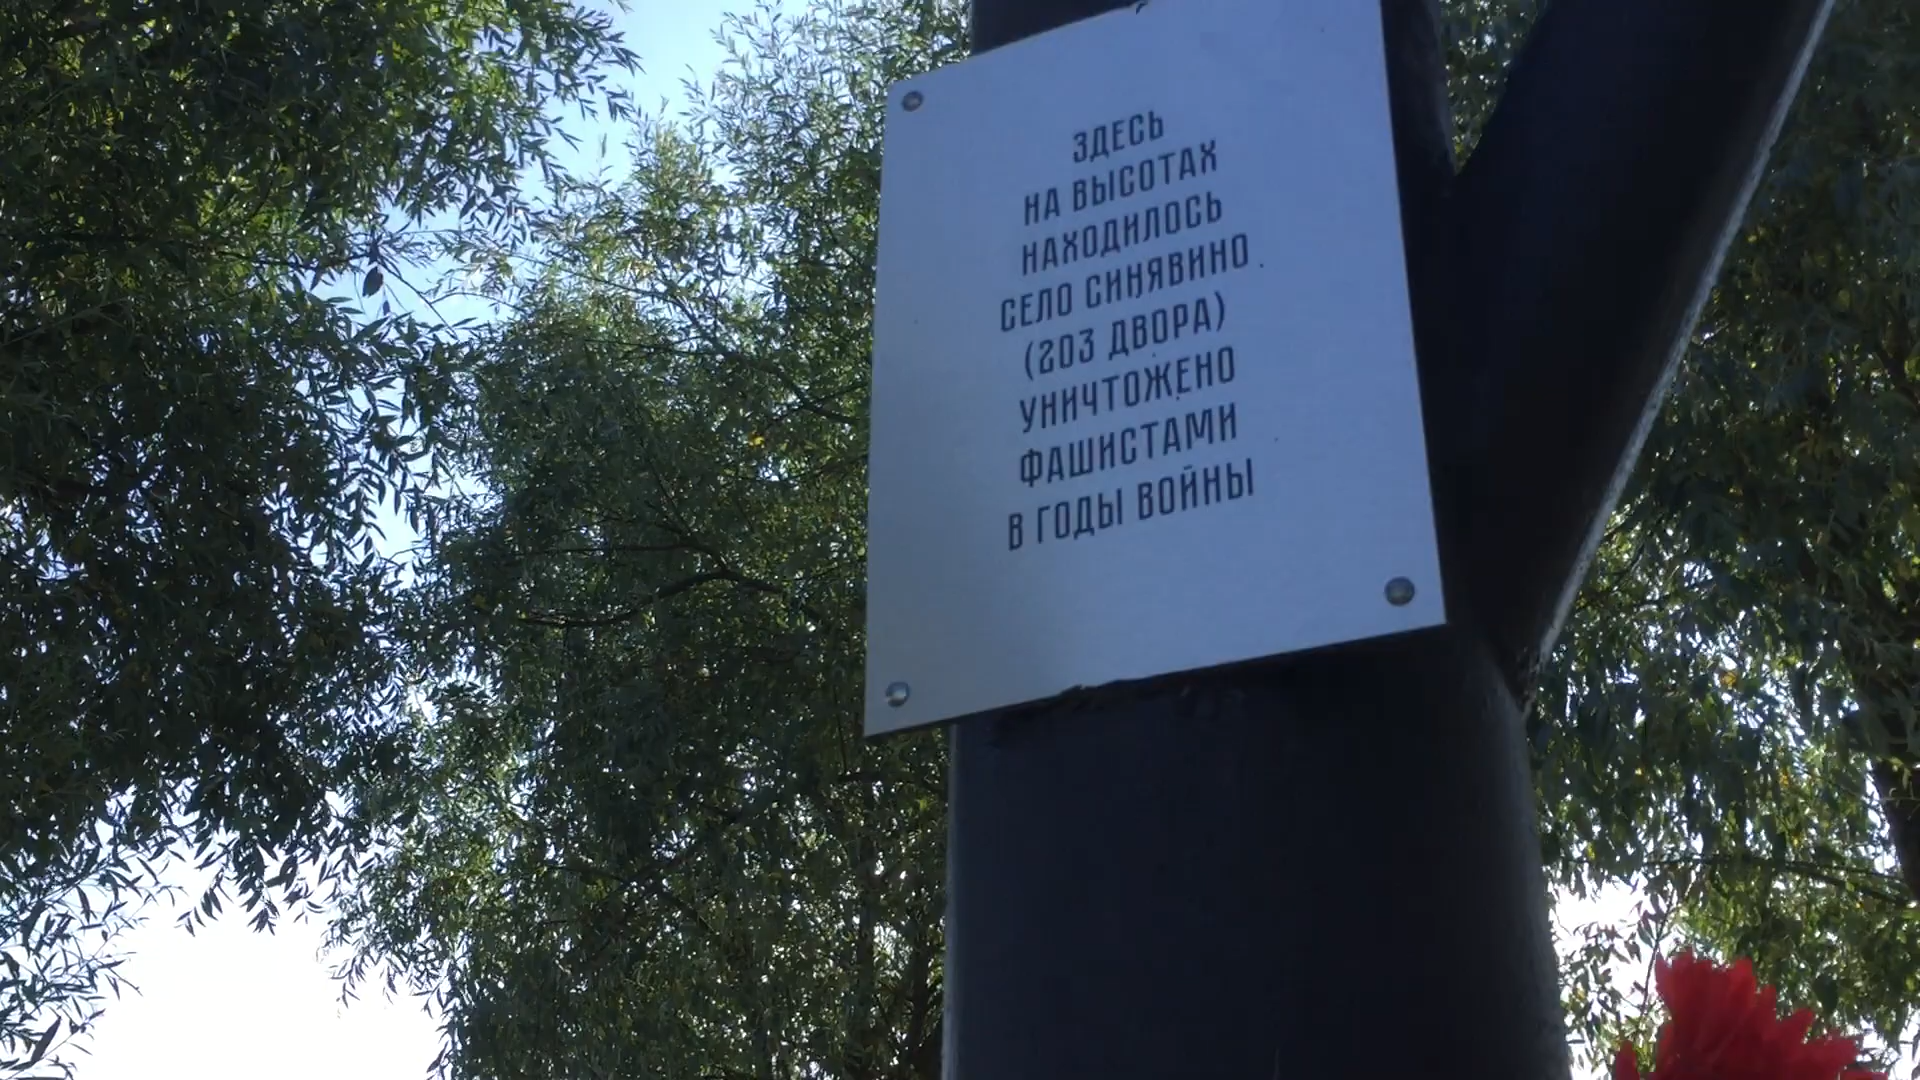 ЗДЕСЬ
НА ВЫСОТАХ
НАХОДИЛОСЬ
СЕЛО СИНЯВИНО
(203 ДВОРА)
УНИЧТОЖЕНО
ФАШИСТАМИ
В ГОДЫ ВОЙНЫ